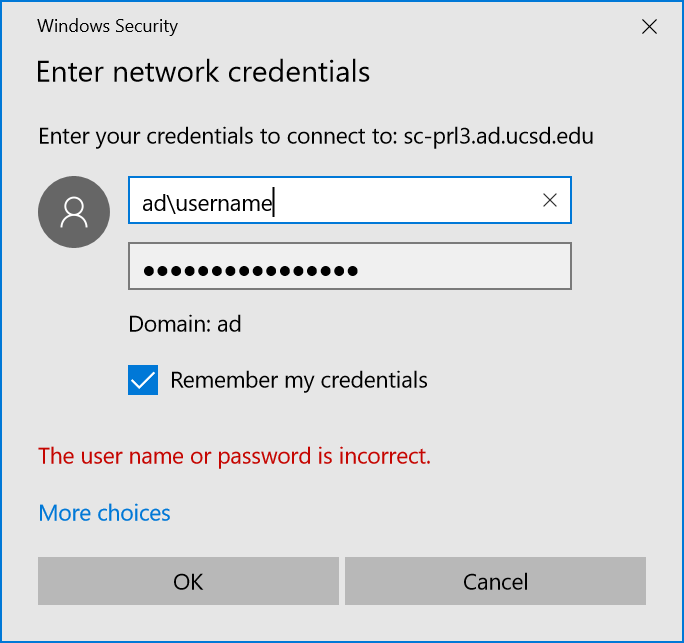 Windows Security
Enter network credentials
Enter your credentials to connect to: sc-prl3.ad.ucsd.edu
ad\username
●●●●●●●●●●●●●●●●
Domain: ad
Remember my credentials
The user name or password is incorrect.
More choices
OK Cancel